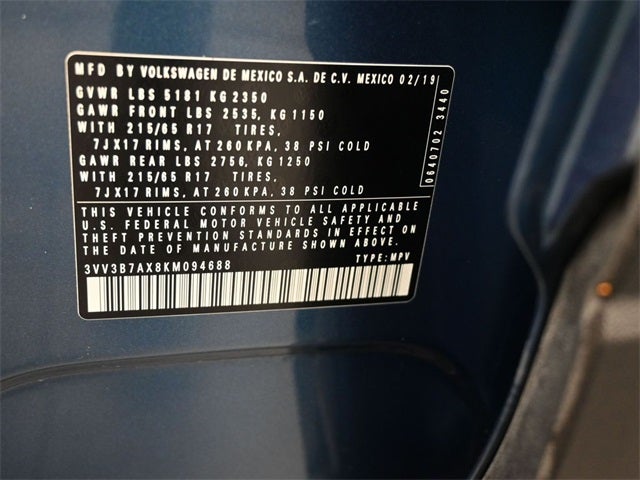 MFD BY VOLKSWAGEN DE MEXICO S.A. DE C.V. MEXICO 02/19
GVWR LBS 5181 KG 2350
GAWR FRONT LBS 2535, KG 1150
WITH 215/65 R17 TIRES,
7JX17 RIMS, AT 260 KPA, 38 PSI COLD
GAWR REAR LBS 2756, KG 1250
WITH 215/65 R17 TIRES,
7JX17 RIMS, AT 260 KPA, 38 PSI COLD
THIS VEHICLE CONFORMS TO ALL APPLICABLE
U.S. FEDERAL MOTOR VEHICLE SAFETY AND
THEFT PREVENTION STANDARDS IN EFFECT ON
THE DATE OF MANUFACTURE SHOWN ABOVE.
3VV3B7AX8KM094688 TYPE: MPV
0640702 3440